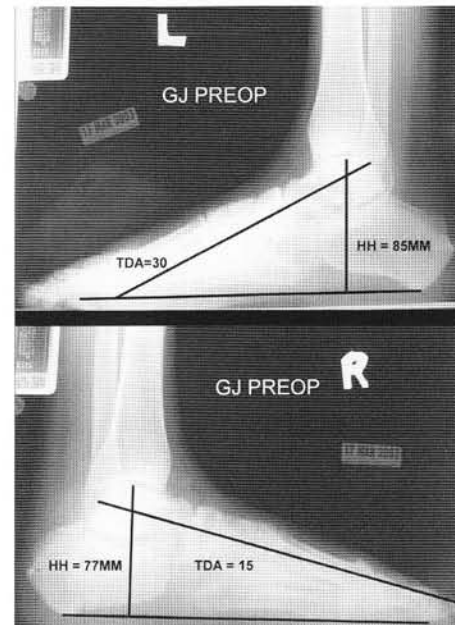 L
GJ PREOP
TDA=30
HH = 85MM
R
GJ PREOP
HH = 77MM
TDA = 15